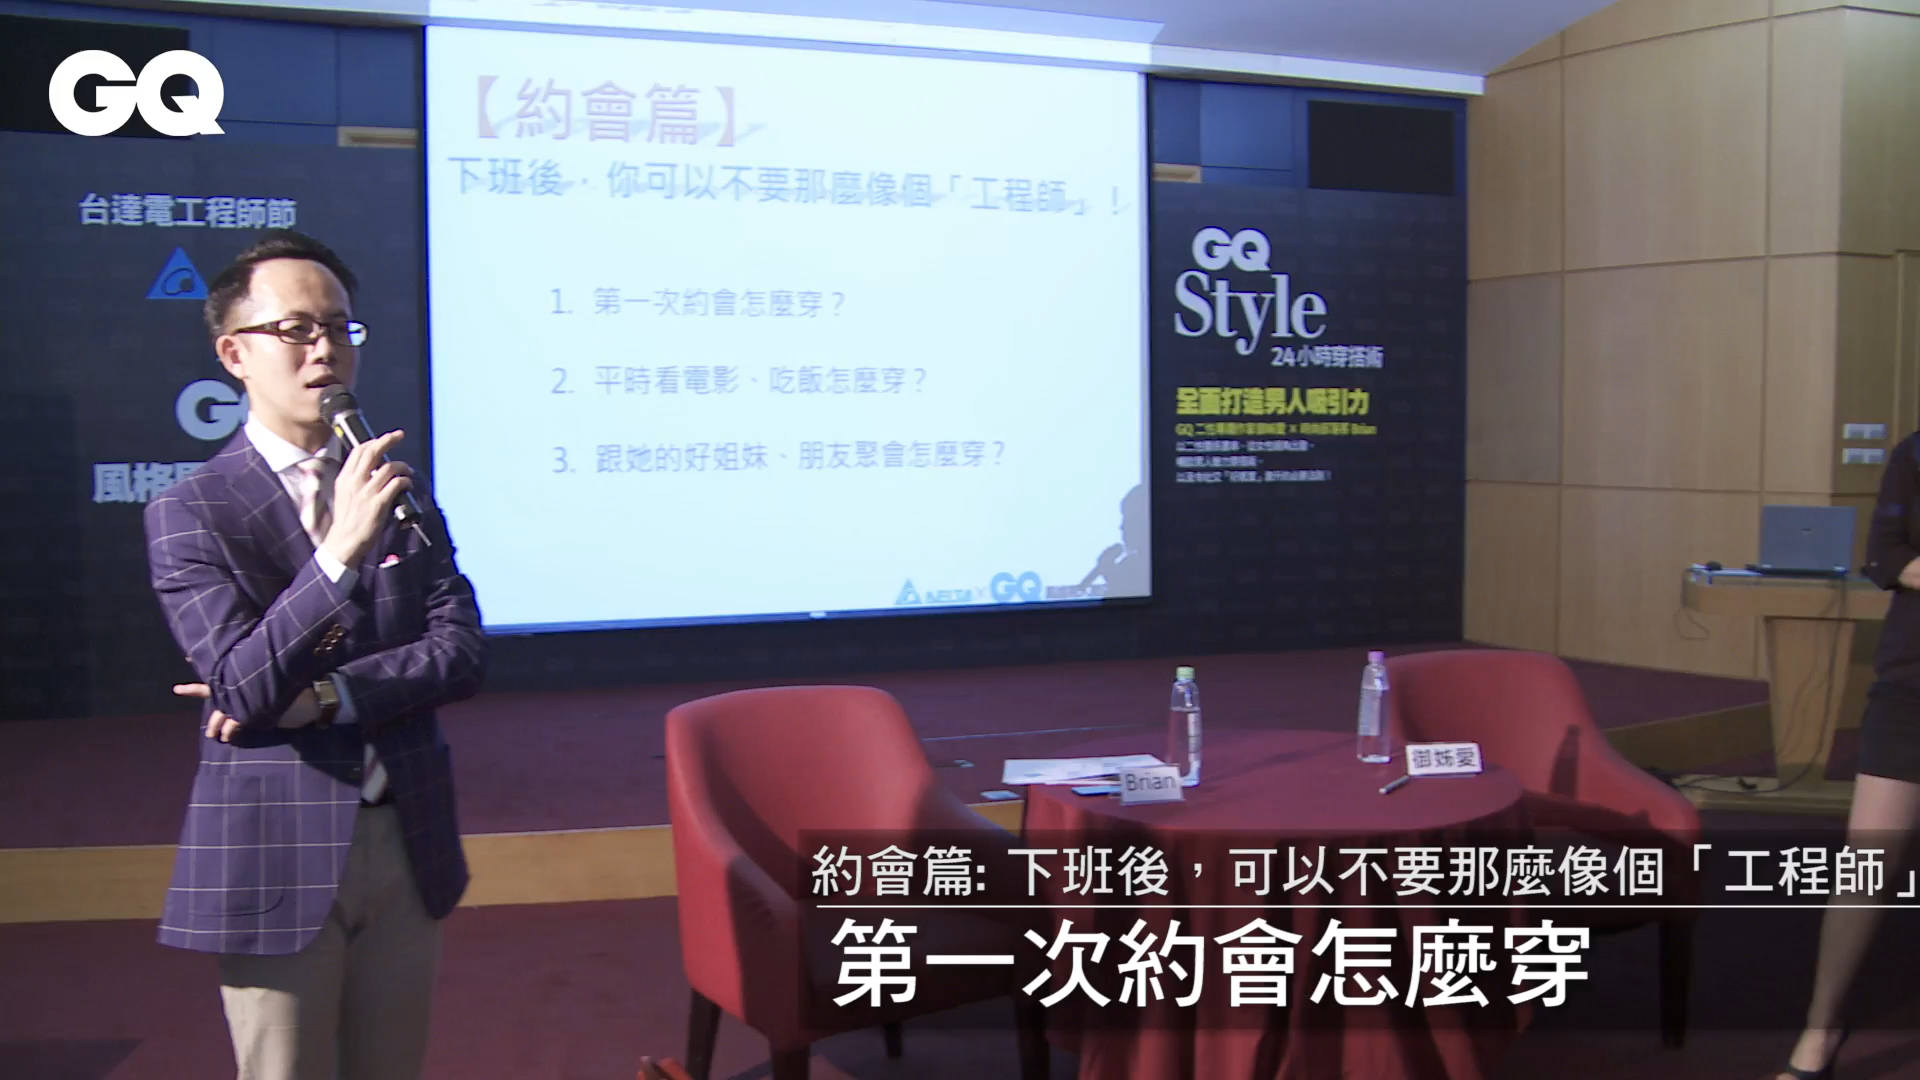 GQ
【約會篇】
下班後，你可以不要那麼像個「工程師」！
1. 第一次約會怎麼穿？
2. 平時看電影、吃飯怎麼穿？
3. 跟她的好姐妹、朋友聚會怎麼穿？
DELTA × GQ
台達電工程師節
風格
GQ
Style
24小時穿搭術
全面打造男人吸引力
Brian
御姊愛
約會篇: 下班後，可以不要那麼像個「工程師」
第一次約會怎麼穿